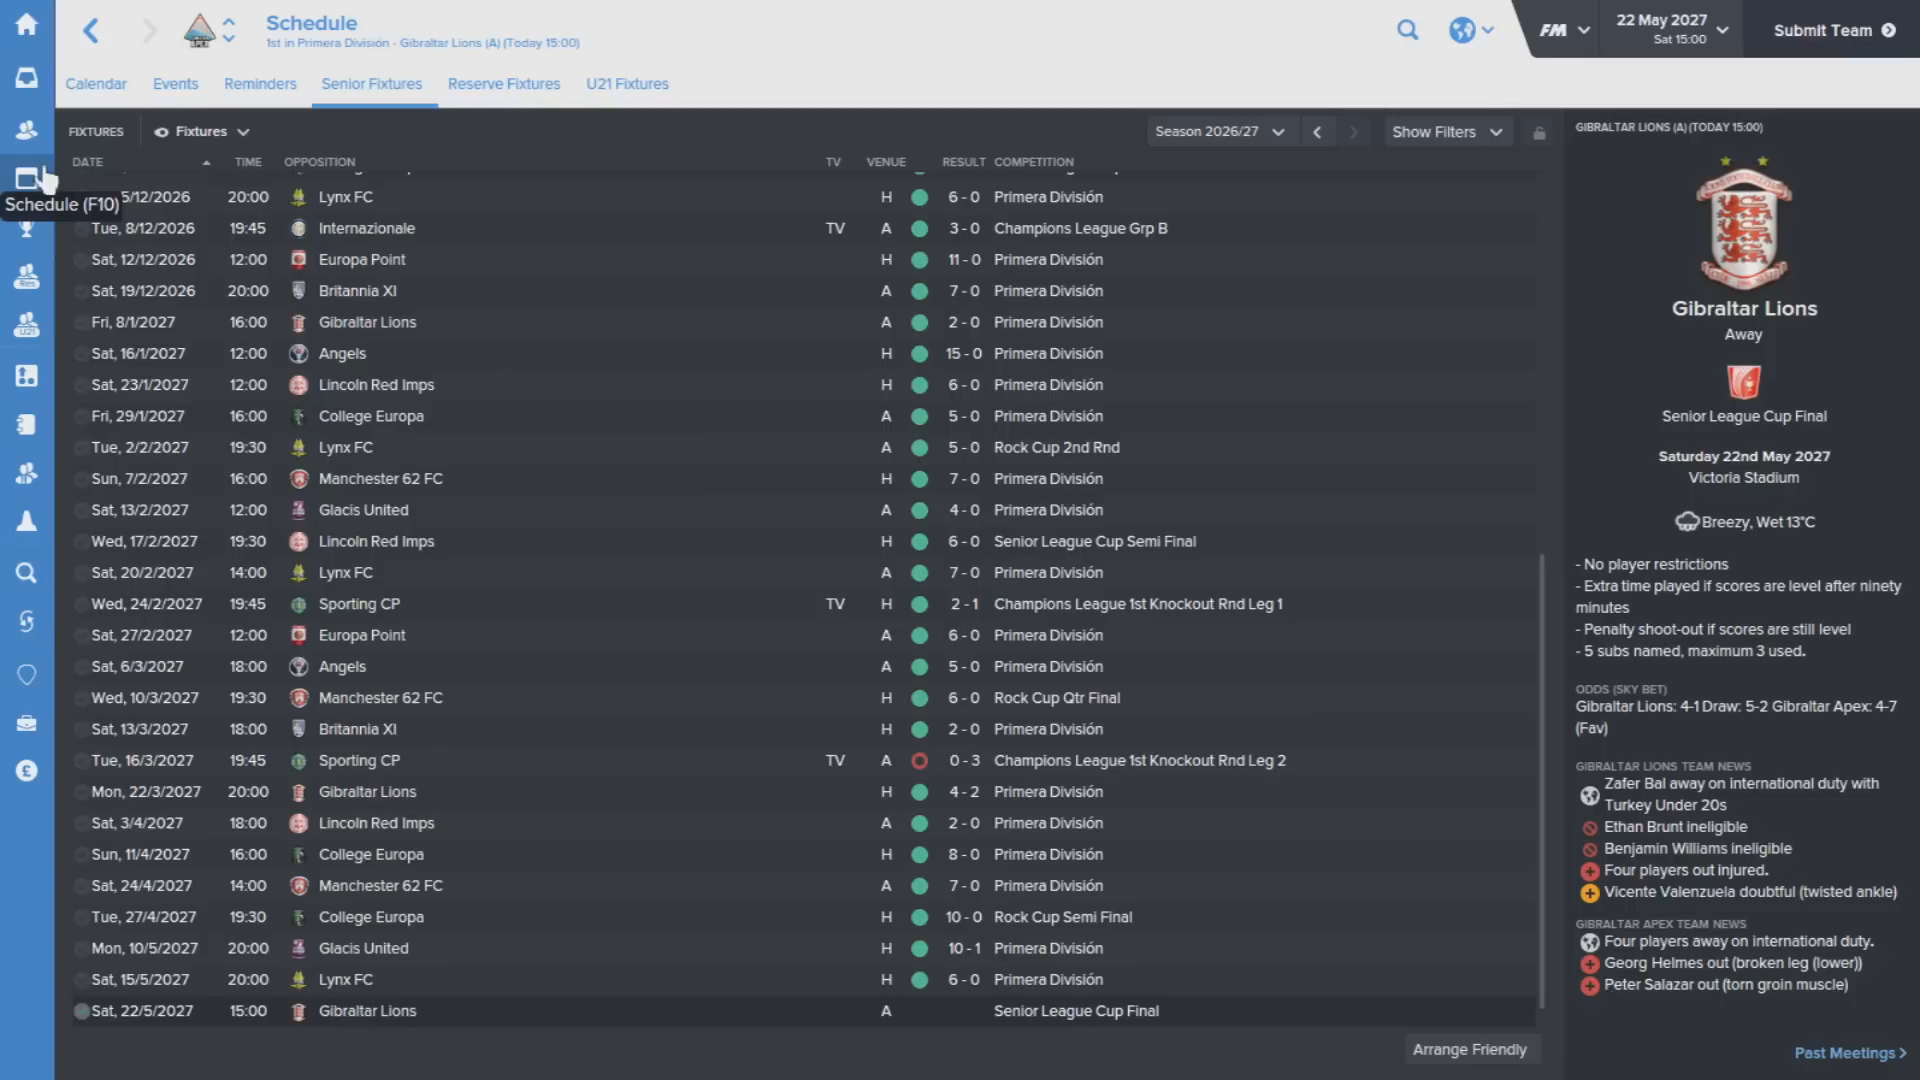 Schedule
1st in Primera División - Gibraltar Lions (A) (Today 15:00)
FM
22 May 2027
Sat 15:00
Submit Team
Calendar Events Reminders Senior Fixtures Reserve Fixtures U21 Fixtures
FIXTURES Fixtures Season 2026/27 Show Filters
DATE TIME OPPOSITION TV VENUE RESULT COMPETITION
5/12/2026 20:00 Lynx FC H 6 - 0 Primera División
Schedule (F10)
Tue, 8/12/2026 19:45 Internazionale TV A 3 - 0 Champions League Grp B
Sat, 12/12/2026 12:00 Europa Point H 11 - 0 Primera División
Sat, 19/12/2026 20:00 Britannia XI A 7 - 0 Primera División
Fri, 8/1/2027 16:00 Gibraltar Lions A 2 - 0 Primera División
Sat, 16/1/2027 12:00 Angels H 15 - 0 Primera División
Sat, 23/1/2027 12:00 Lincoln Red Imps H 6 - 0 Primera División
Fri, 29/1/2027 16:00 College Europa A 5 - 0 Primera División
Tue, 2/2/2027 19:30 Lynx FC A 5 - 0 Rock Cup 2nd Rnd
Sun, 7/2/2027 16:00 Manchester 62 FC H 7 - 0 Primera División
Sat, 13/2/2027 12:00 Glacis United A 4 - 0 Primera División
Wed, 17/2/2027 19:30 Lincoln Red Imps H 6 - 0 Senior League Cup Semi Final
Sat, 20/2/2027 14:00 Lynx FC A 7 - 0 Primera División
Wed, 24/2/2027 19:45 Sporting CP TV H 2 - 1 Champions League 1st Knockout Rnd Leg 1
Sat, 27/2/2027 12:00 Europa Point A 6 - 0 Primera División
Sat, 6/3/2027 18:00 Angels A 5 - 0 Primera División
Wed, 10/3/2027 19:30 Manchester 62 FC H 6 - 0 Rock Cup Qtr Final
Sat, 13/3/2027 18:00 Britannia XI H 2 - 0 Primera División
Tue, 16/3/2027 19:45 Sporting CP TV A 0 - 3 Champions League 1st Knockout Rnd Leg 2
Mon, 22/3/2027 20:00 Gibraltar Lions H 4 - 2 Primera División
Sat, 3/4/2027 18:00 Lincoln Red Imps A 2 - 0 Primera División
Sun, 11/4/2027 16:00 College Europa H 8 - 0 Primera División
Sat, 24/4/2027 14:00 Manchester 62 FC A 7 - 0 Primera División
Tue, 27/4/2027 19:30 College Europa H 10 - 0 Rock Cup Semi Final
Mon, 10/5/2027 20:00 Glacis United H 10 - 1 Primera División
Sat, 15/5/2027 20:00 Lynx FC H 6 - 0 Primera División
Sat, 22/5/2027 15:00 Gibraltar Lions A Senior League Cup Final
Arrange Friendly
Res
U21
GIBRALTAR LIONS (A) (TODAY 15:00)
Gibraltar Lions
Away
Senior League Cup Final
Saturday 22nd May 2027
Victoria Stadium
Breezy, Wet 13°C
- No player restrictions
- Extra time played if scores are level after ninety
minutes
- Penalty shoot-out if scores are still level
- 5 subs named, maximum 3 used.
ODDS (SKY BET)
Gibraltar Lions: 4-1 Draw: 5-2 Gibraltar Apex: 4-7
(Fav)
GIBRALTAR LIONS TEAM NEWS
Zafer Bal away on international duty with
Turkey Under 20s
Ethan Brunt ineligible
Benjamin Williams ineligible
Four players out injured.
Vicente Valenzuela doubtful (twisted ankle)
GIBRALTAR APEX TEAM NEWS
Four players away on international duty.
Georg Helmes out (broken leg (lower))
Peter Salazar out (torn groin muscle)
Past Meetings >